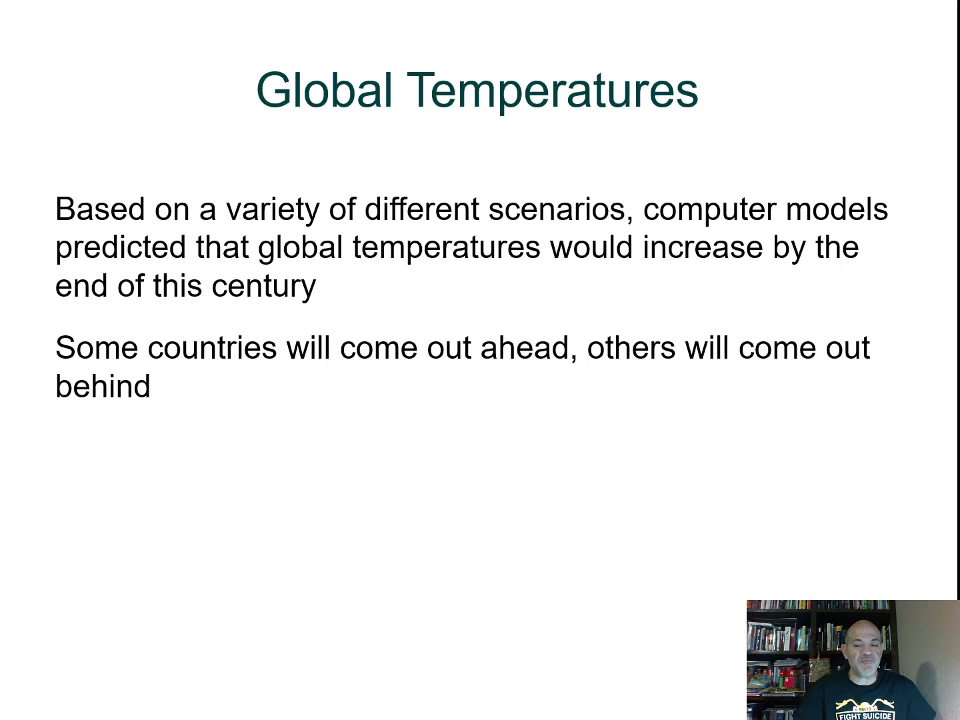 Global Temperatures
Based on a variety of different scenarios, computer models
predicted that global temperatures would increase by the
end of this century
Some countries will come out ahead, others will come out
behind
FIGHT SUICIDE